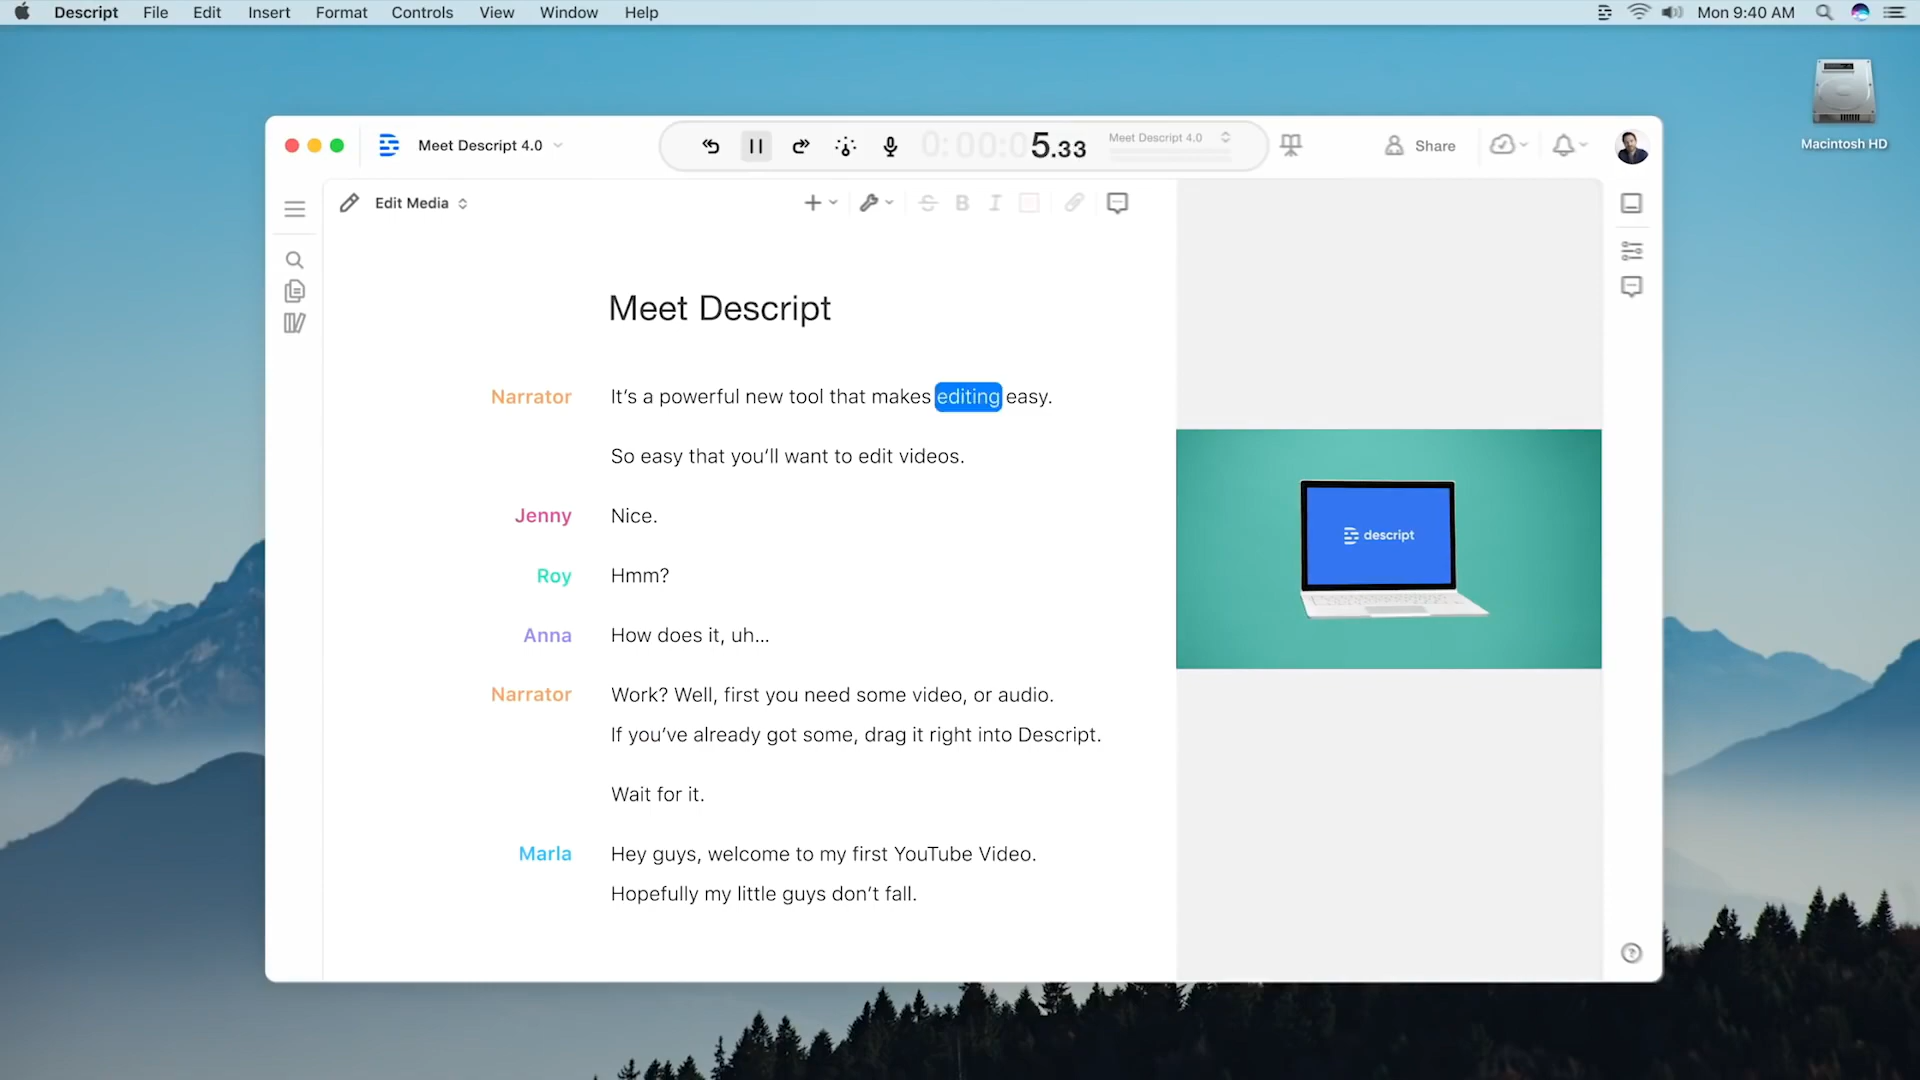 Descript File Edit Insert Format Controls View Window Help Mon 9:40 AM
Macintosh HD
Meet Descript 4.0
0:00:05.33
Meet Descript 4.0
Share
Edit Media
B I
Meet Descript
Narrator It’s a powerful new tool that makes editing easy.
So easy that you’ll want to edit videos.
Jenny Nice.
Roy Hmm?
Anna How does it, uh...
Narrator Work? Well, first you need some video, or audio.
If you’ve already got some, drag it right into Descript.
Wait for it.
Marla Hey guys, welcome to my first YouTube Video.
Hopefully my little guys don’t fall.
descript